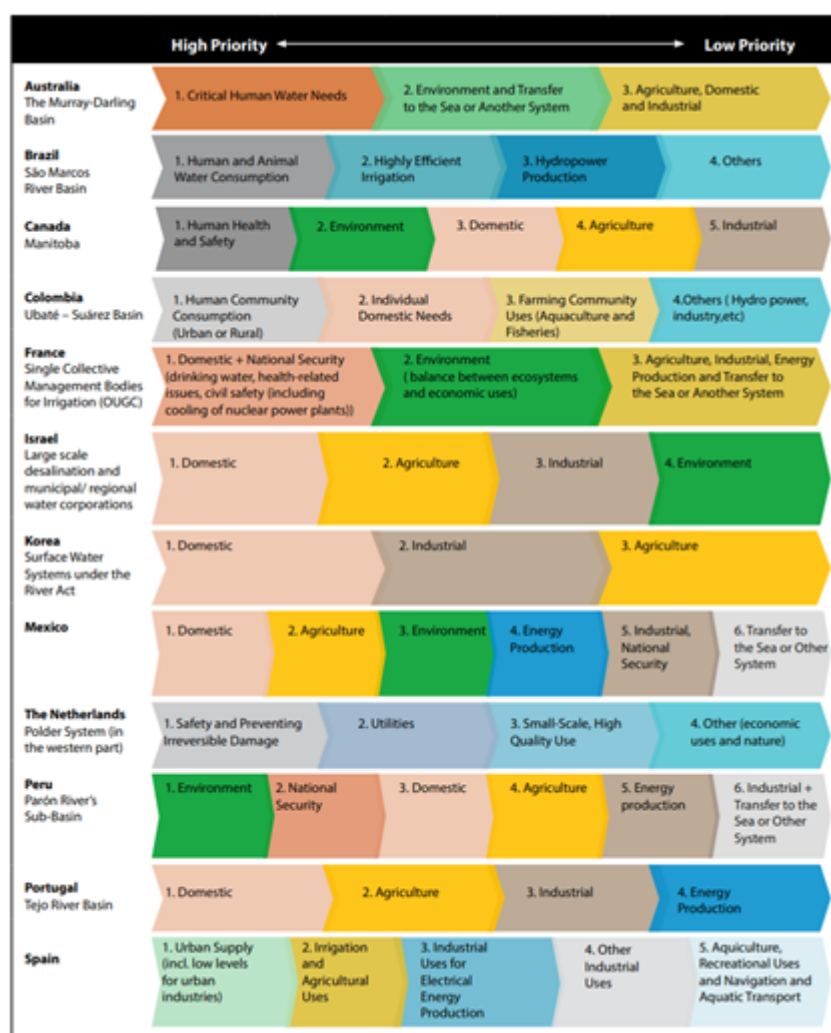 High Priority Low Priority
Australia
The Murray-Darling
Basin
1. Critical Human Water Needs
2. Environment and Transfer
to the Sea or Another System
3. Agriculture, Domestic
and Industrial
Brazil
São Marcos
River Basin
1. Human and Animal
Water Consumption
2. Highly Efficient
Irrigation
3. Hydropower
Production
4. Others
Canada
Manitoba
1. Human Health
and Safety
2. Environment
3. Domestic
4. Agriculture
5. Industrial
Colombia
Ubaté – Suárez Basin
1. Human Community
Consumption
(Urban or Rural)
2. Individual
Domestic Needs
3. Farming Community
Uses (Aquaculture and
Fisheries)
4.Others ( Hydro power,
industry,etc)
France
Single Collective
Management Bodies
for Irrigation (OUGC)
1. Domestic + National Security
(drinking water, health-related
issues, civil safety (including
cooling of nuclear power plants))
2. Environment
( balance between ecosystems
and economic uses)
3. Agriculture, Industrial, Energy
Production and Transfer to
the Sea or Another System
Israel
Large scale
desalination and
municipal/ regional
water corporations
1. Domestic
2. Agriculture
3. Industrial
4. Environment
Korea
Surface Water
Systems under the
River Act
1. Domestic
2. Industrial
3. Agriculture
Mexico
1. Domestic
2. Agriculture
3. Environment
4. Energy
Production
5. Industrial,
National
Security
6. Transfer to
the Sea or Other
System
The Netherlands
Polder System (in
the western part)
1. Safety and Preventing
Irreversible Damage
2. Utilities
3. Small-Scale, High
Quality Use
4. Other (economic
uses and nature)
Peru
Parón River's
Sub-Basin
1. Environment
2. National
Security
3. Domestic
4. Agriculture
5. Energy
production
6. Industrial +
Transfer to the
Sea or Other
System
Portugal
Tejo River Basin
1. Domestic
2. Agriculture
3. Industrial
4. Energy
Production
Spain
1. Urban Supply
(incl. low levels
for urban
industries)
2. Irrigation
and
Agricultural
Uses
3. Industrial
Uses for
Electrical
Energy
Production
4. Other
Industrial
Uses
5. Aquiculture,
Recreational Uses
and Navigation and
Aquatic Transport